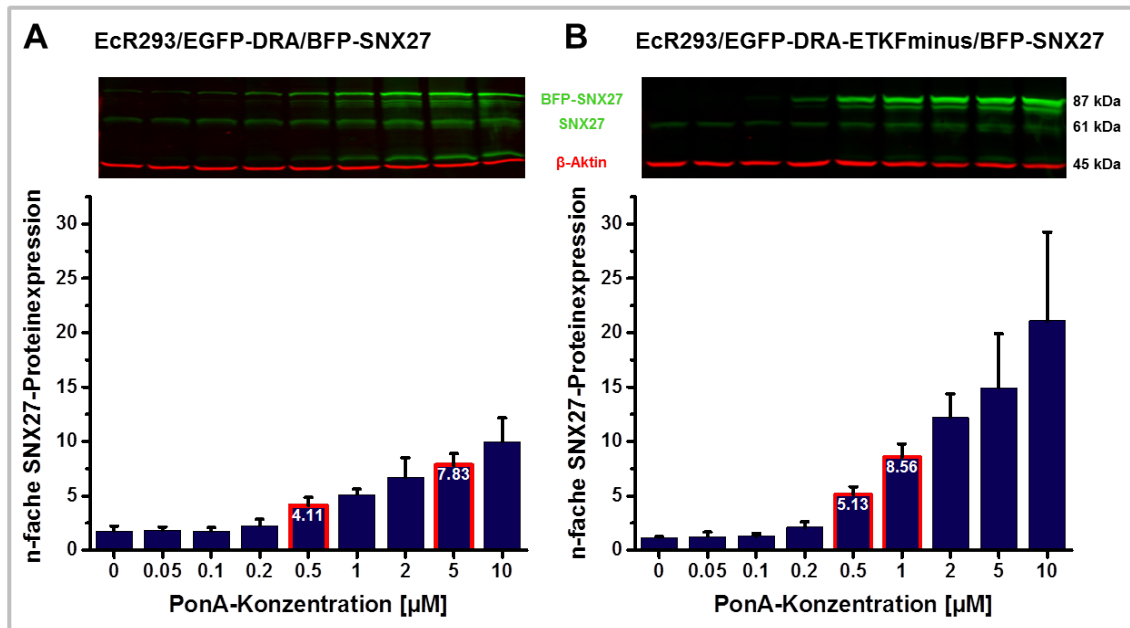 A EcR293/EGFP-DRA/BFP-SNX27
B EcR293/EGFP-DRA-ETKFminus/BFP-SNX27
BFP-SNX27
SNX27
β-Aktin
87 kDa
61 kDa
45 kDa
n-fache SNX27-Proteinexpression
30
25
20
15
10
5
0
4.11
7.83
0 0.05 0.1 0.2 0.5 1 2 5 10
PonA-Konzentration [µM]
n-fache SNX27-Proteinexpression
30
25
20
15
10
5
0
5.13
8.56
0 0.05 0.1 0.2 0.5 1 2 5 10
PonA-Konzentration [µM]